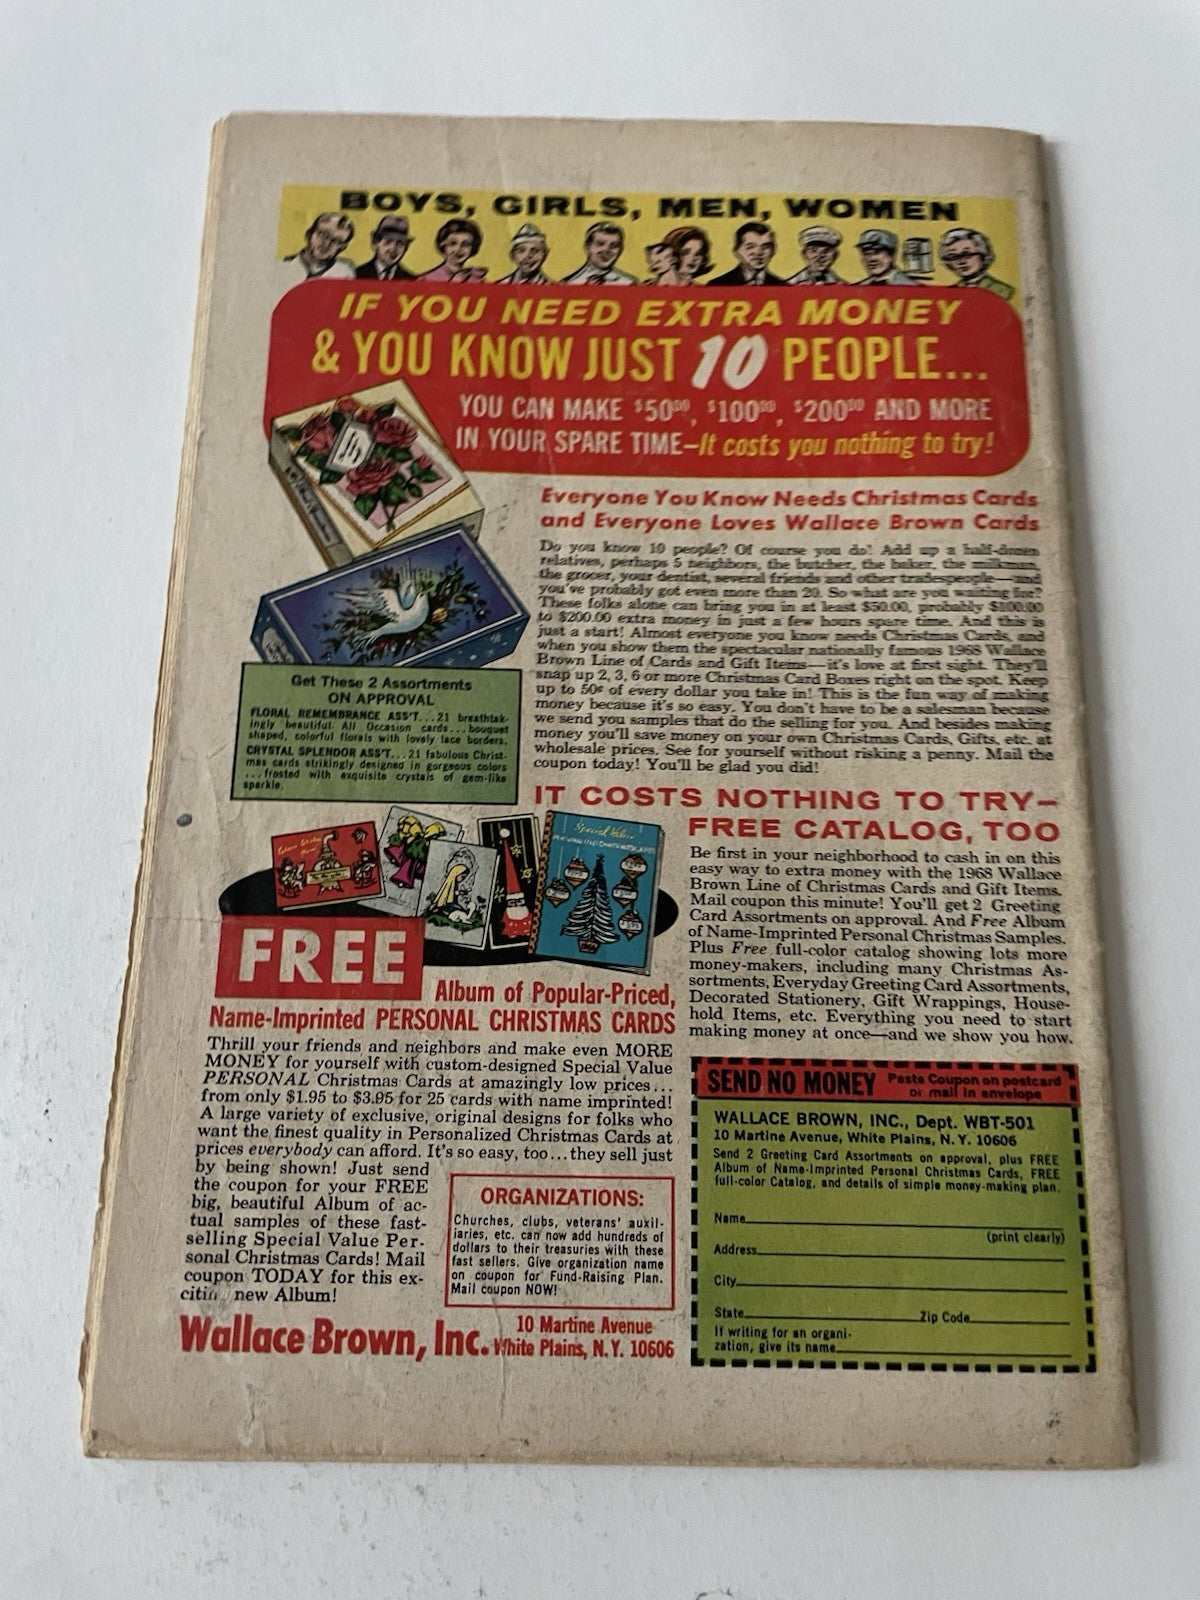 BOYS, GIRLS, MEN, WOMEN
IF YOU NEED EXTRA MONEY
& YOU KNOW JUST 10 PEOPLE...
YOU CAN MAKE $50⁰⁰, $100⁰⁰, $200⁰⁰ AND MORE
IN YOUR SPARE TIME—It costs you nothing to try!
Everyone You Know Needs Christmas Cards
and Everyone Loves Wallace Brown Cards
Do you know 10 people? Of course you do! Add up a half-dozen
relatives, perhaps 5 neighbors, the butcher, the baker, the milkman,
the grocer, your dentist, several friends and other tradespeople—and
you've probably got even more than 20. So what are you waiting for?
These folks alone can bring you in at least $50.00, probably $100.00
to $200.00 extra money in just a few hours spare time. And this is
just a start! Almost everyone you know needs Christmas Cards, and
when you show them the spectacular nationally famous 1968 Wallace
Brown Line of Cards and Gift Items—it's love at first sight. They'll
snap up 2, 3, 6 or more Christmas Card Boxes right on the spot. Keep
up to 50¢ of every dollar you take in! This is the fun way of making
money because it's so easy. You don't have to be a salesman because
we send you samples that do the selling for you. And besides making
money you'll save money on your own Christmas Cards, Gifts, etc. at
wholesale prices. See for yourself without risking a penny. Mail the
coupon today! You'll be glad you did!
Get These 2 Assortments
ON APPROVAL
FLORAL REMEMBRANCE ASS'T...21 breathtak-
ingly beautiful All Occasion cards...bouquet
shaped, colorful florals with lovely lace borders.
CRYSTAL SPLENDOR ASS'T...21 fabulous Christ-
mas cards strikingly designed in gorgeous colors
...frosted with exquisite crystals of gem-like
sparkle.
IT COSTS NOTHING TO TRY—
FREE CATALOG, TOO
Be first in your neighborhood to cash in on this
easy way to extra money with the 1968 Wallace
Brown Line of Christmas Cards and Gift Items.
Mail coupon this minute! You'll get 2 Greeting
Card Assortments on approval. And Free Album
of Name-Imprinted Personal Christmas Samples.
Plus Free full-color catalog showing lots more
money-makers, including many Christmas As-
sortments, Everyday Greeting Card Assortments,
Decorated Stationery, Gift Wrappings, House-
hold Items, etc. Everything you need to start
making money at once—and we show you how.
Special Value
FREE
Album of Popular-Priced,
Name-Imprinted PERSONAL CHRISTMAS CARDS
Thrill your friends and neighbors and make even MORE
MONEY for yourself with custom-designed Special Value
PERSONAL Christmas Cards at amazingly low prices...
from only $1.95 to $3.95 for 25 cards with name imprinted!
A large variety of exclusive, original designs for folks who
want the finest quality in Personalized Christmas Cards at
prices everybody can afford. It's so easy, too...they sell just
by being shown! Just send
the coupon for your FREE
big, beautiful Album of ac-
tual samples of these fast-
selling Special Value Per-
sonal Christmas Cards! Mail
coupon TODAY for this ex-
citin new Album!
ORGANIZATIONS:
Churches, clubs, veterans' auxil-
iaries, etc. can now add hundreds of
dollars to their treasuries with these
fast sellers. Give organization name
on coupon for Fund-Raising Plan.
Mail coupon NOW!
Wallace Brown, Inc. 10 Martine Avenue
White Plains, N.Y. 10606
SEND NO MONEY Paste Coupon on postcard
or mail in envelope
WALLACE BROWN, INC., Dept. WBT-501
10 Martine Avenue, White Plains, N. Y. 10606
Send 2 Greeting Card Assortments on approval, plus FREE
Album of Name-Imprinted Personal Christmas Cards, FREE
full-color Catalog, and details of simple money-making plan.
Name
(print clearly)
Address
City
State Zip Code
If writing for an organi-
zation, give its name